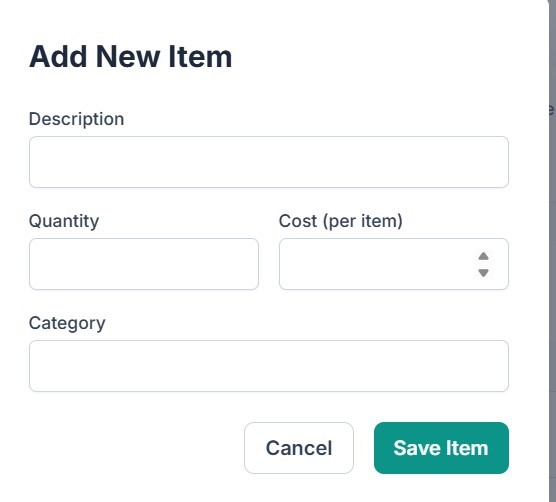 Add New Item
Description
Quantity Cost (per item)
Category
Cancel Save Item